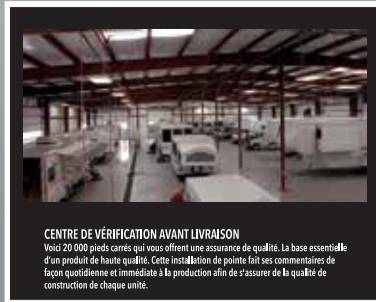 CENTRE DE VÉRIFICATION AVANT LIVRAISON
Voici 20 000 pieds carrés qui vous offrent une assurance de qualité. La base essentielle
d'un produit de haute qualité. Cette installation de pointe fait ses commentaires de
façon quotidienne et immédiate à la production afin de s'assurer de la qualité de
construction de chaque unité.